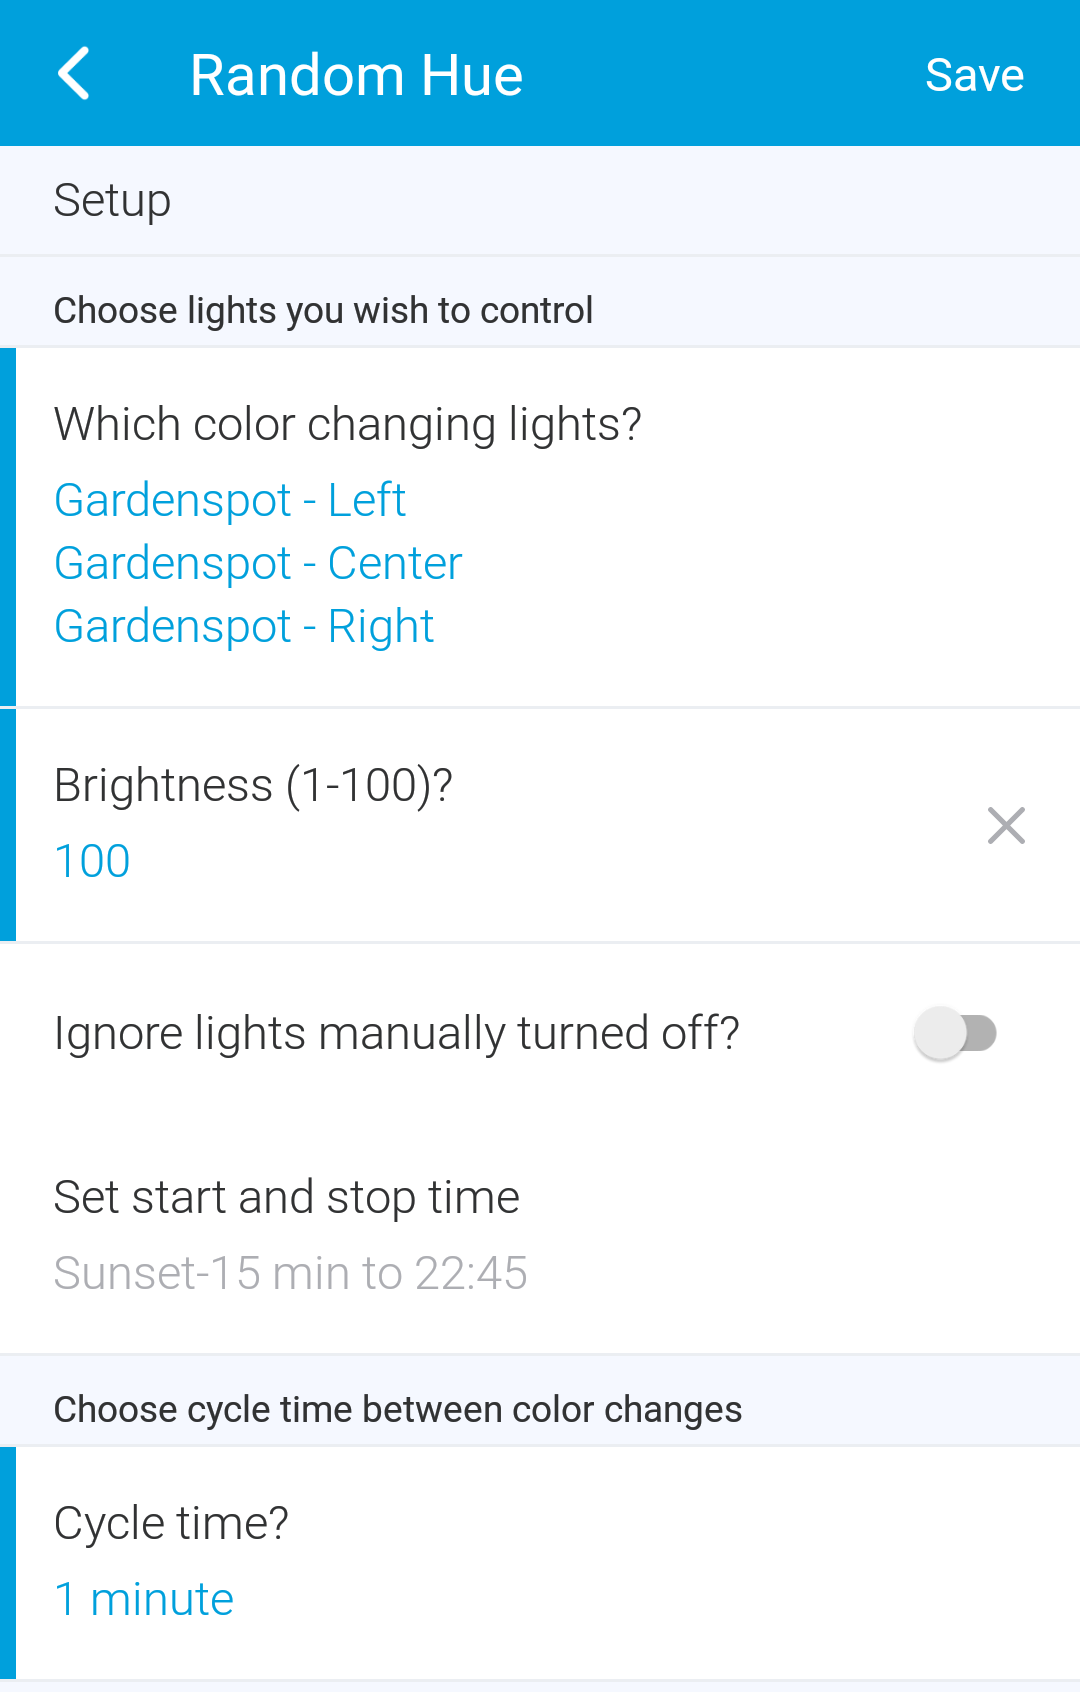 Random Hue
Save
Setup
Choose lights you wish to control
Which color changing lights?
Gardenspot - Left
Gardenspot - Center
Gardenspot - Right
Brightness (1-100)?
100
Ignore lights manually turned off?
Set start and stop time
Sunset-15 min to 22:45
Choose cycle time between color changes
Cycle time?
1 minute